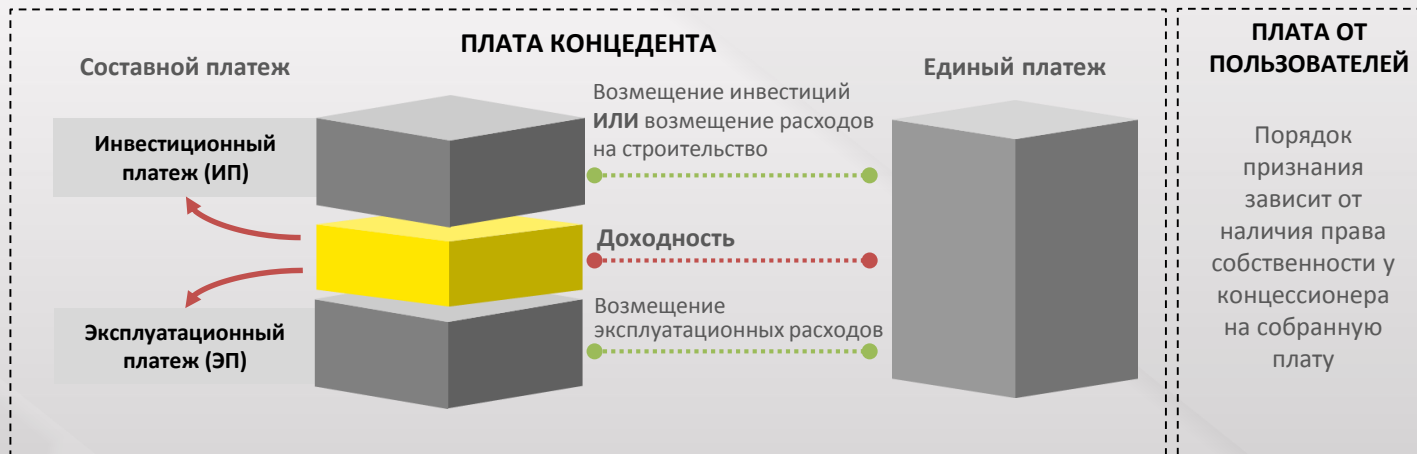 ПЛАТА КОНЦЕДЕНТА
Составной платеж
Инвестиционный
платеж (ИП)
Эксплуатационный
платеж (ЭП)
Возмещение инвестиций
ИЛИ возмещение расходов
на строительство
Доходность
Возмещение
эксплуатационных расходов
Единый платеж
ПЛАТА ОТ
ПОЛЬЗОВАТЕЛЕЙ
Порядок
признания
зависит от
наличия права
собственности у
концессионера
на собранную
плату